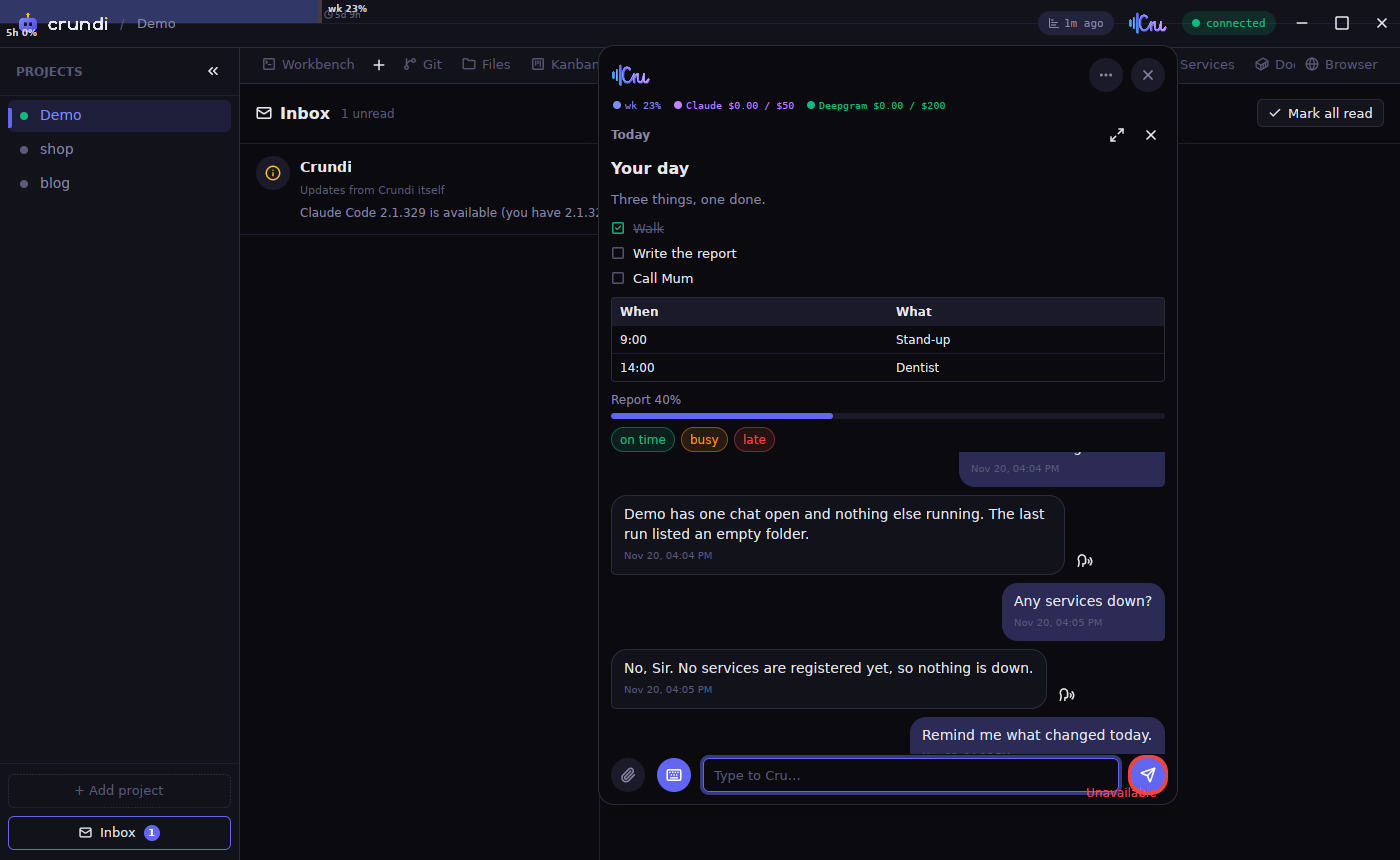 wk 23%
5d 9h
5h 0%
crundi / Demo
1m ago
Cru
connected
PROJECTS
Demo
shop
blog
+ Add project
Inbox 1
Workbench
Git
Files
Kanban
Services
Browser
Inbox 1 unread
Mark all read
Crundi
Updates from Crundi itself
Claude Code 2.1.329 is available (you have 2.1.32
Cru
wk 23% Claude $0.00 / $50 Deepgram $0.00 / $200
Today
Your day
Three things, one done.
Walk
Write the report
Call Mum
When What
9:00 Stand-up
14:00 Dentist
Report 40%
on time busy late
Nov 20, 04:04 PM
Demo has one chat open and nothing else running. The last
run listed an empty folder.
Nov 20, 04:04 PM
Any services down?
Nov 20, 04:05 PM
No, Sir. No services are registered yet, so nothing is down.
Nov 20, 04:05 PM
Remind me what changed today.
Type to Cru...
Unavailable